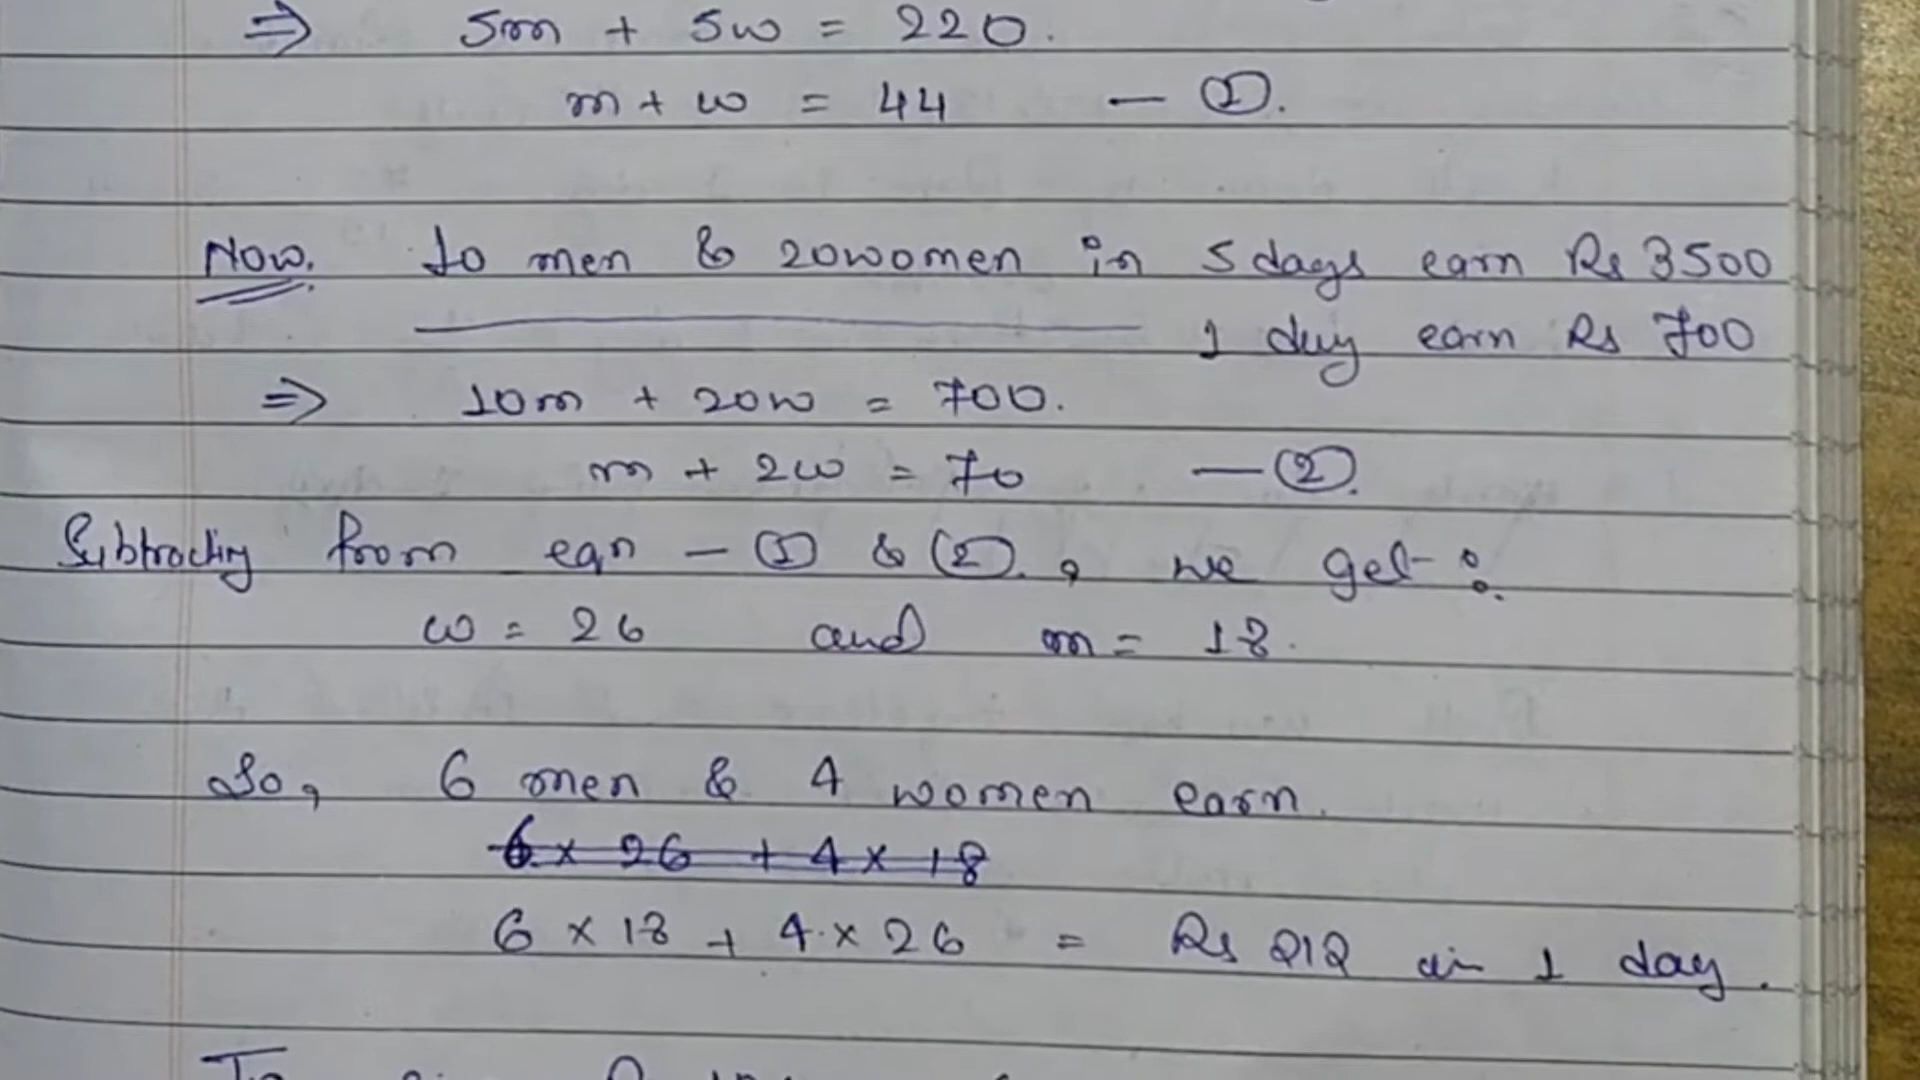 ⇒ 5m + 5w = 220.
m + w = 44 — ①.
Now. 10 men & 20 women in 5 days earn Rs 3500
1 day earn Rs 700
⇒ 10m + 20w = 700.
m + 2w = 70 — ②.
Subtracting from eqn - ① & ②, we get :
w = 26 and m = 18.
So, 6 men & 4 women earn.
6 x 26 + 4 x 18
6 x 18 + 4 x 26 = Rs 212 in 1 day.